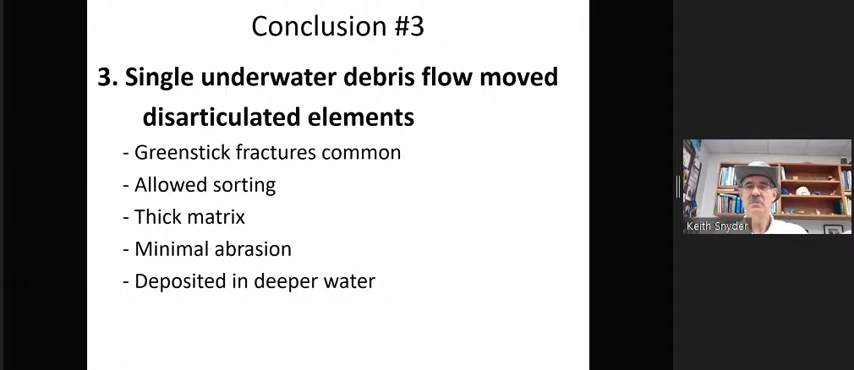 Conclusion #3
3. Single underwater debris flow moved
disarticulated elements
- Greenstick fractures common
- Allowed sorting
- Thick matrix
- Minimal abrasion
- Deposited in deeper water
Keith Snyder